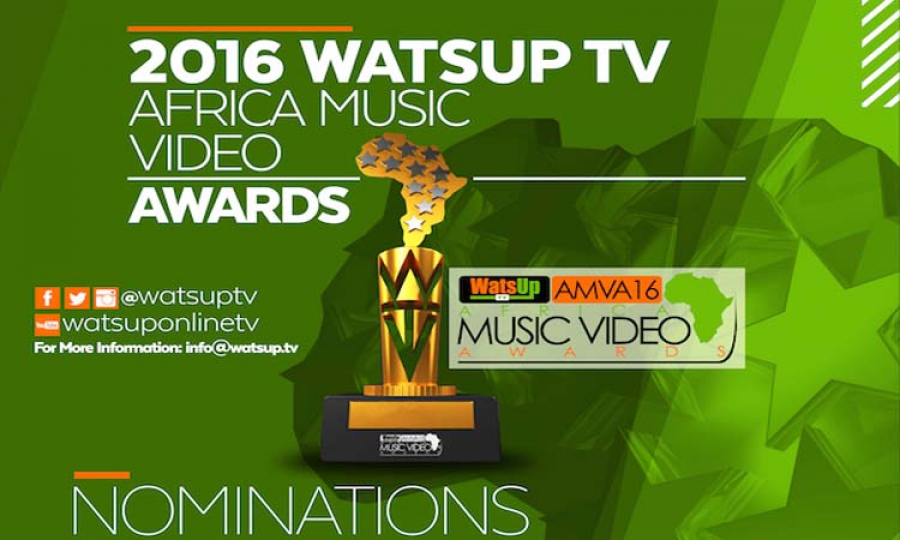 2016 WATSUP TV
AFRICA MUSIC
VIDEO
AWARDS
@watsuptv
watsuponlinetv
For More Information: info@watsup.tv
WatsUp
TV
AMVA16
AFRICA
MUSIC VIDEO
AWARDS
W
T
V
MUSIC VIDEO
NOMINATIONS